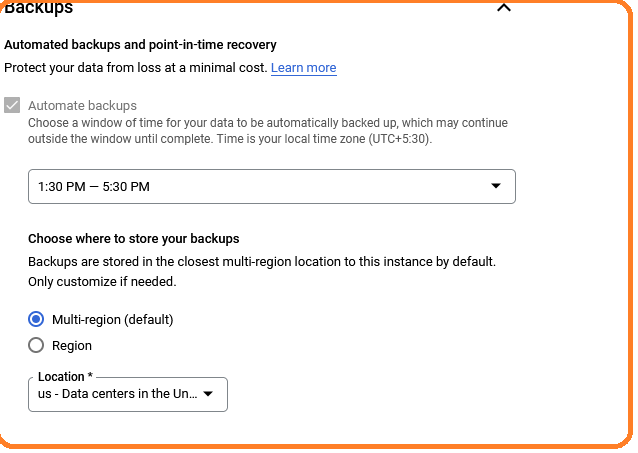 Backups
Automated backups and point-in-time recovery
Protect your data from loss at a minimal cost. Learn more
Automate backups
Choose a window of time for your data to be automatically backed up, which may continue
outside the window until complete. Time is your local time zone (UTC+5:30).
1:30 PM — 5:30 PM
Choose where to store your backups
Backups are stored in the closest multi-region location to this instance by default.
Only customize if needed.
Multi-region (default)
Region
Location *
us - Data centers in the Un...